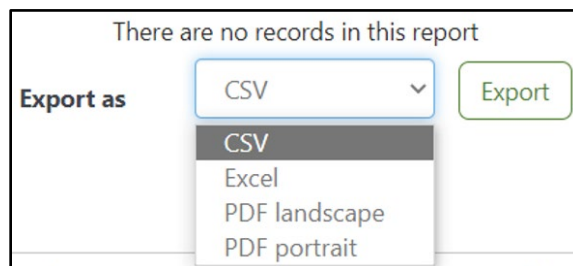 There are no records in this report
Export as CSV Export
CSV
Excel
PDF landscape
PDF portrait